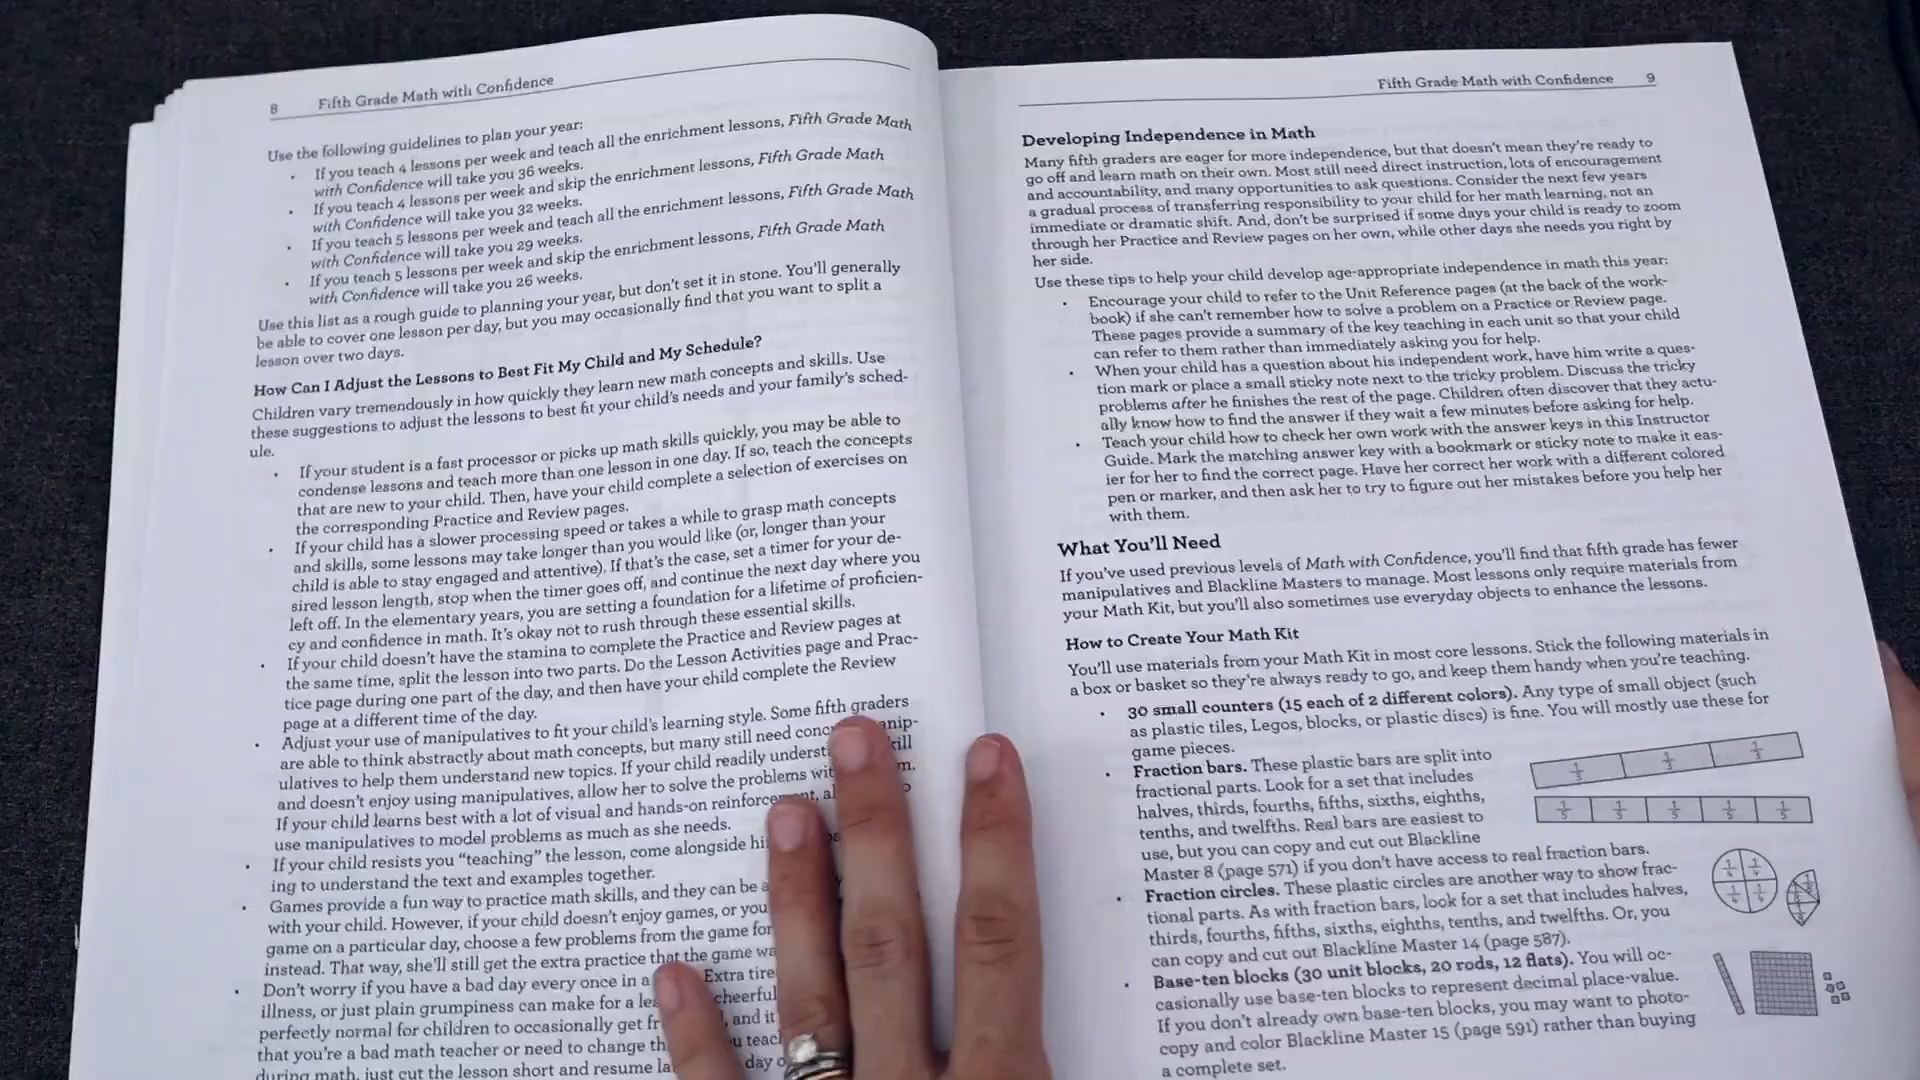 8 Fifth Grade Math with Confidence
Use the following guidelines to plan your year:
• If you teach 4 lessons per week and teach all the enrichment lessons, Fifth Grade Math
with Confidence will take you 36 weeks.
• If you teach 4 lessons per week and skip the enrichment lessons, Fifth Grade Math
with Confidence will take you 32 weeks.
• If you teach 5 lessons per week and teach all the enrichment lessons, Fifth Grade Math
with Confidence will take you 29 weeks.
• If you teach 5 lessons per week and skip the enrichment lessons, Fifth Grade Math
with Confidence will take you 26 weeks.
Use this list as a rough guide to planning your year, but don't set it in stone. You'll generally
be able to cover one lesson per day, but you may occasionally find that you want to split a
lesson over two days.
How Can I Adjust the Lessons to Best Fit My Child and My Schedule?
Children vary tremendously in how quickly they learn new math concepts and skills. Use
these suggestions to adjust the lessons to best fit your child's needs and your family's sched-
ule.
• If your student is a fast processor or picks up math skills quickly, you may be able to
condense lessons and teach more than one lesson in one day. If so, teach the concepts
that are new to your child. Then, have your child complete a selection of exercises on
the corresponding Practice and Review pages.
• If your child has a slower processing speed or takes a while to grasp math concepts
and skills, some lessons may take longer than you would like (or, longer than your
child is able to stay engaged and attentive). If that's the case, set a timer for your de-
sired lesson length, stop when the timer goes off, and continue the next day where you
left off. In the elementary years, you are setting a foundation for a lifetime of proficien-
cy and confidence in math. It's okay not to rush through these essential skills.
• If your child doesn't have the stamina to complete the Practice and Review pages at
the same time, split the lesson into two parts. Do the Lesson Activities page and Prac-
tice page during one part of the day, and then have your child complete the Review
page at a different time of the day.
• Adjust your use of manipulatives to fit your child's learning style. Some fifth graders
are able to think abstractly about math concepts, but many still need
ulatives to help them understand new topics. If your child readily
and doesn't enjoy using manipulatives, allow her to solve the problems
If your child learns best with a lot of visual and hands-on
use manipulatives to model problems as much as she needs.
• If your child resists you "teaching" the lesson, come alongside
ing to understand the text and examples together.
• Games provide a fun way to practice math skills, and they can be a
with your child. However, if your child doesn't enjoy games, or you
game on a particular day, choose a few problems from the game for
instead. That way, she'll still get the extra practice that the game
• Don't worry if you have a bad day every once in a Extra
illness, or just plain grumpiness can make for a cheerful
perfectly normal for children to occasionally get and it
that you're a bad math teacher or need to change
during math, just cut the lesson short and resume day
Fifth Grade Math with Confidence 9
Developing Independence in Math
Many fifth graders are eager for more independence, but that doesn't mean they're ready to
go off and learn math on their own. Most still need direct instruction, lots of encouragement
and accountability, and many opportunities to ask questions. Consider the next few years
a gradual process of transferring responsibility to your child for her math learning, not an
immediate or dramatic shift. And, don't be surprised if some days your child is ready to zoom
through her Practice and Review pages on her own, while other days she needs you right by
her side.
Use these tips to help your child develop age-appropriate independence in math this year:
• Encourage your child to refer to the Unit Reference pages (at the back of the work-
book) if she can't remember how to solve a problem on a Practice or Review page.
These pages provide a summary of the key teaching in each unit so that your child
can refer to them rather than immediately asking you for help.
• When your child has a question about his independent work, have him write a ques-
tion mark or place a small sticky note next to the tricky problem. Discuss the tricky
problems after he finishes the rest of the page. Children often discover that they actu-
ally know how to find the answer if they wait a few minutes before asking for help.
• Teach your child how to check her own work with the answer keys in this Instructor
Guide. Mark the matching answer key with a bookmark or sticky note to make it eas-
ier for her to find the correct page. Have her correct her work with a different colored
pen or marker, and then ask her to try to figure out her mistakes before you help her
with them.
What You'll Need
If you've used previous levels of Math with Confidence, you'll find that fifth grade has fewer
manipulatives and Blackline Masters to manage. Most lessons only require materials from
your Math Kit, but you'll also sometimes use everyday objects to enhance the lessons.
How to Create Your Math Kit
You'll use materials from your Math Kit in most core lessons. Stick the following materials in
a box or basket so they're always ready to go, and keep them handy when you're teaching.
• 30 small counters (15 each of 2 different colors). Any type of small object (such
as plastic tiles, Legos, blocks, or plastic discs) is fine. You will mostly use these for
game pieces.
• Fraction bars. These plastic bars are split into
fractional parts. Look for a set that includes
halves, thirds, fourths, fifths, sixths, eighths,
tenths, and twelfths. Real bars are easiest to
use, but you can copy and cut out Blackline
Master 8 (page 571) if you don't have access to real fraction bars.
1/3 1/3 1/3
1/5 1/5 1/5 1/5 1/5
• Fraction circles. These plastic circles are another way to show frac-
tional parts. As with fraction bars, look for a set that includes halves,
thirds, fourths, fifths, sixths, eighths, tenths, and twelfths. Or, you
can copy and cut out Blackline Master 14 (page 587).
1/4 1/4
1/4 1/4
• Base-ten blocks (30 unit blocks, 20 rods, 12 flats). You will oc-
casionally use base-ten blocks to represent decimal place-value.
If you don't already own base-ten blocks, you may want to photo-
copy and color Blackline Master 15 (page 591) rather than buying
a complete set.